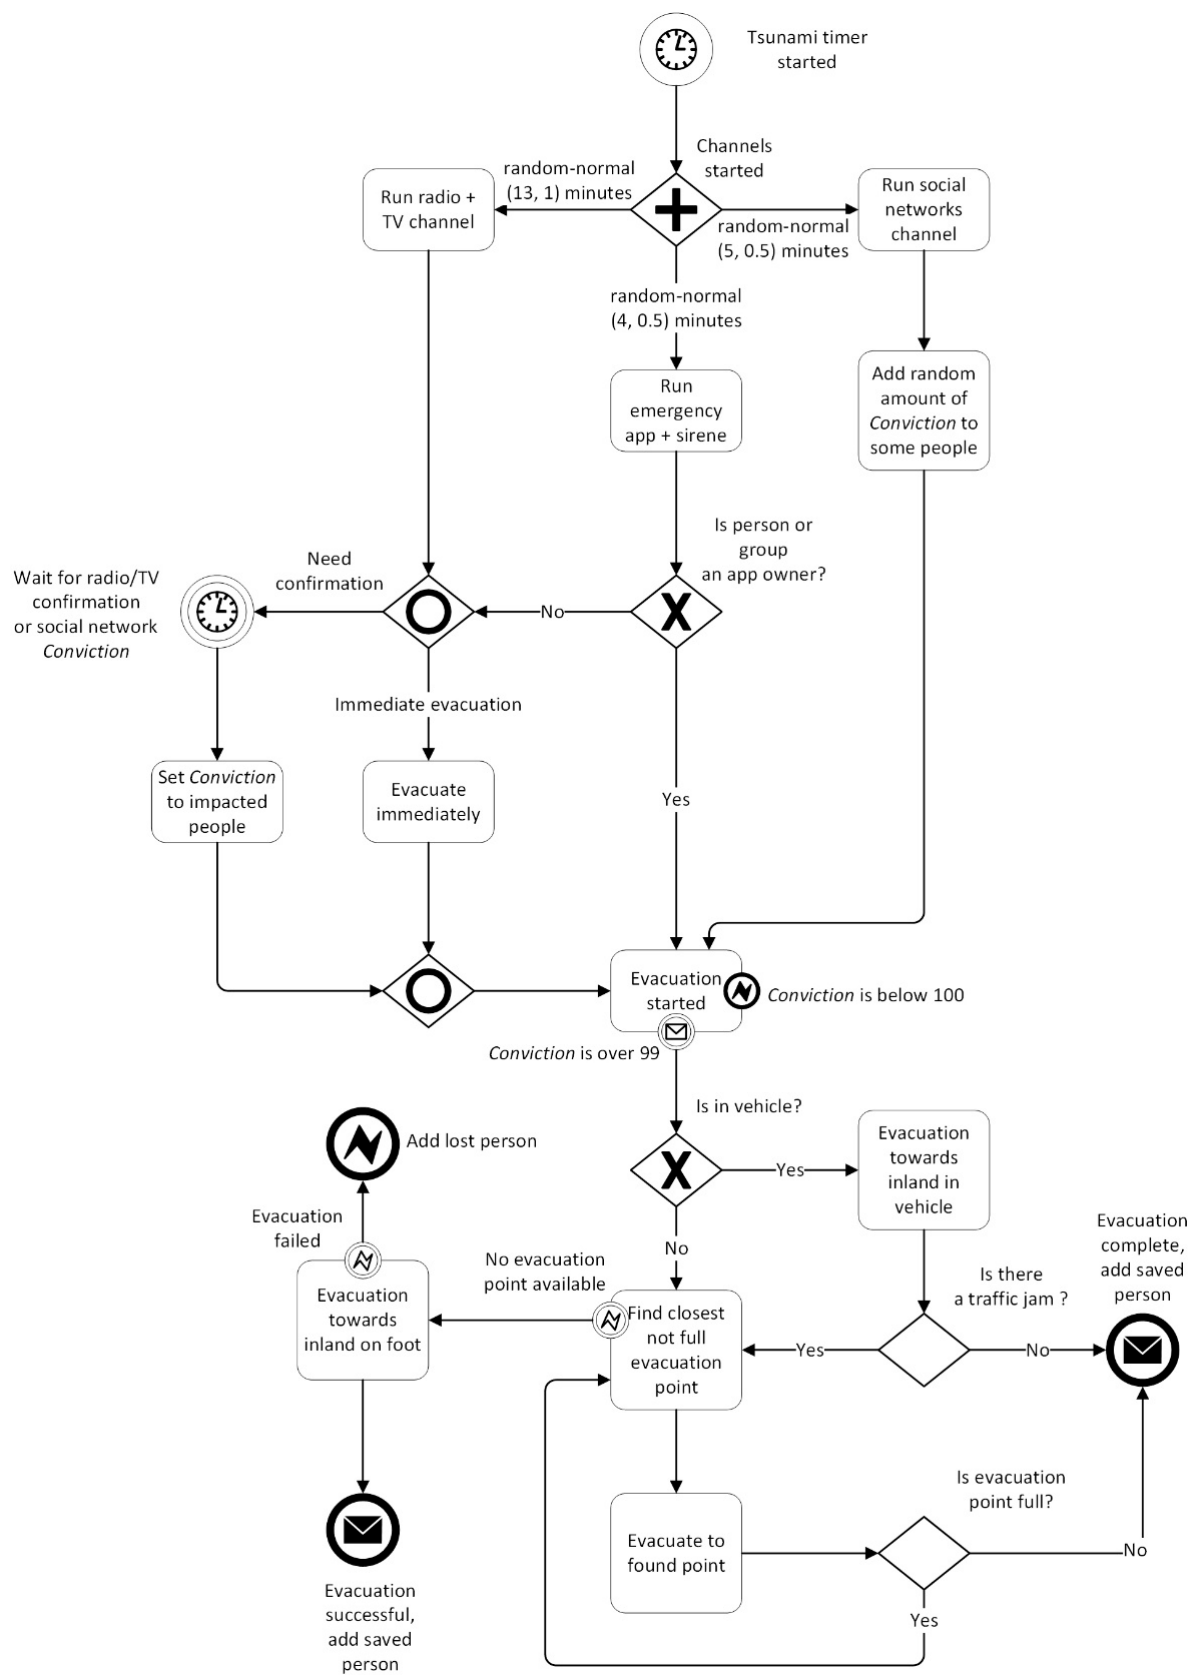 Tsunami timer
started
Channels
started
random-normal
(13, 1) minutes
Run radio +
TV channel
Run social
networks
channel
random-normal
(5, 0.5) minutes
random-normal
(4, 0.5) minutes
Run
emergency
app + sirene
Add random
amount of
Conviction to
some people
Is person or
group
an app owner?
Need
confirmation
Wait for radio/TV
confirmation
or social network
Conviction
No
X
Immediate evacuation
Set Conviction
to impacted
people
Evacuate
immediately
Yes
Evacuation
started
Conviction is below 100
Conviction is over 99
Is in vehicle?
Evacuation
towards
inland in
vehicle
Add lost person
X
Yes
Evacuation
failed
No
Evacuation
complete,
add saved
person
No evacuation
point available
Is there
a traffic jam ?
Evacuation
towards
inland on foot
Find closest
not full
evacuation
point
Yes
No
Is evacuation
point full?
Evacuate to
found point
No
Yes
Evacuation
successful,
add saved
person